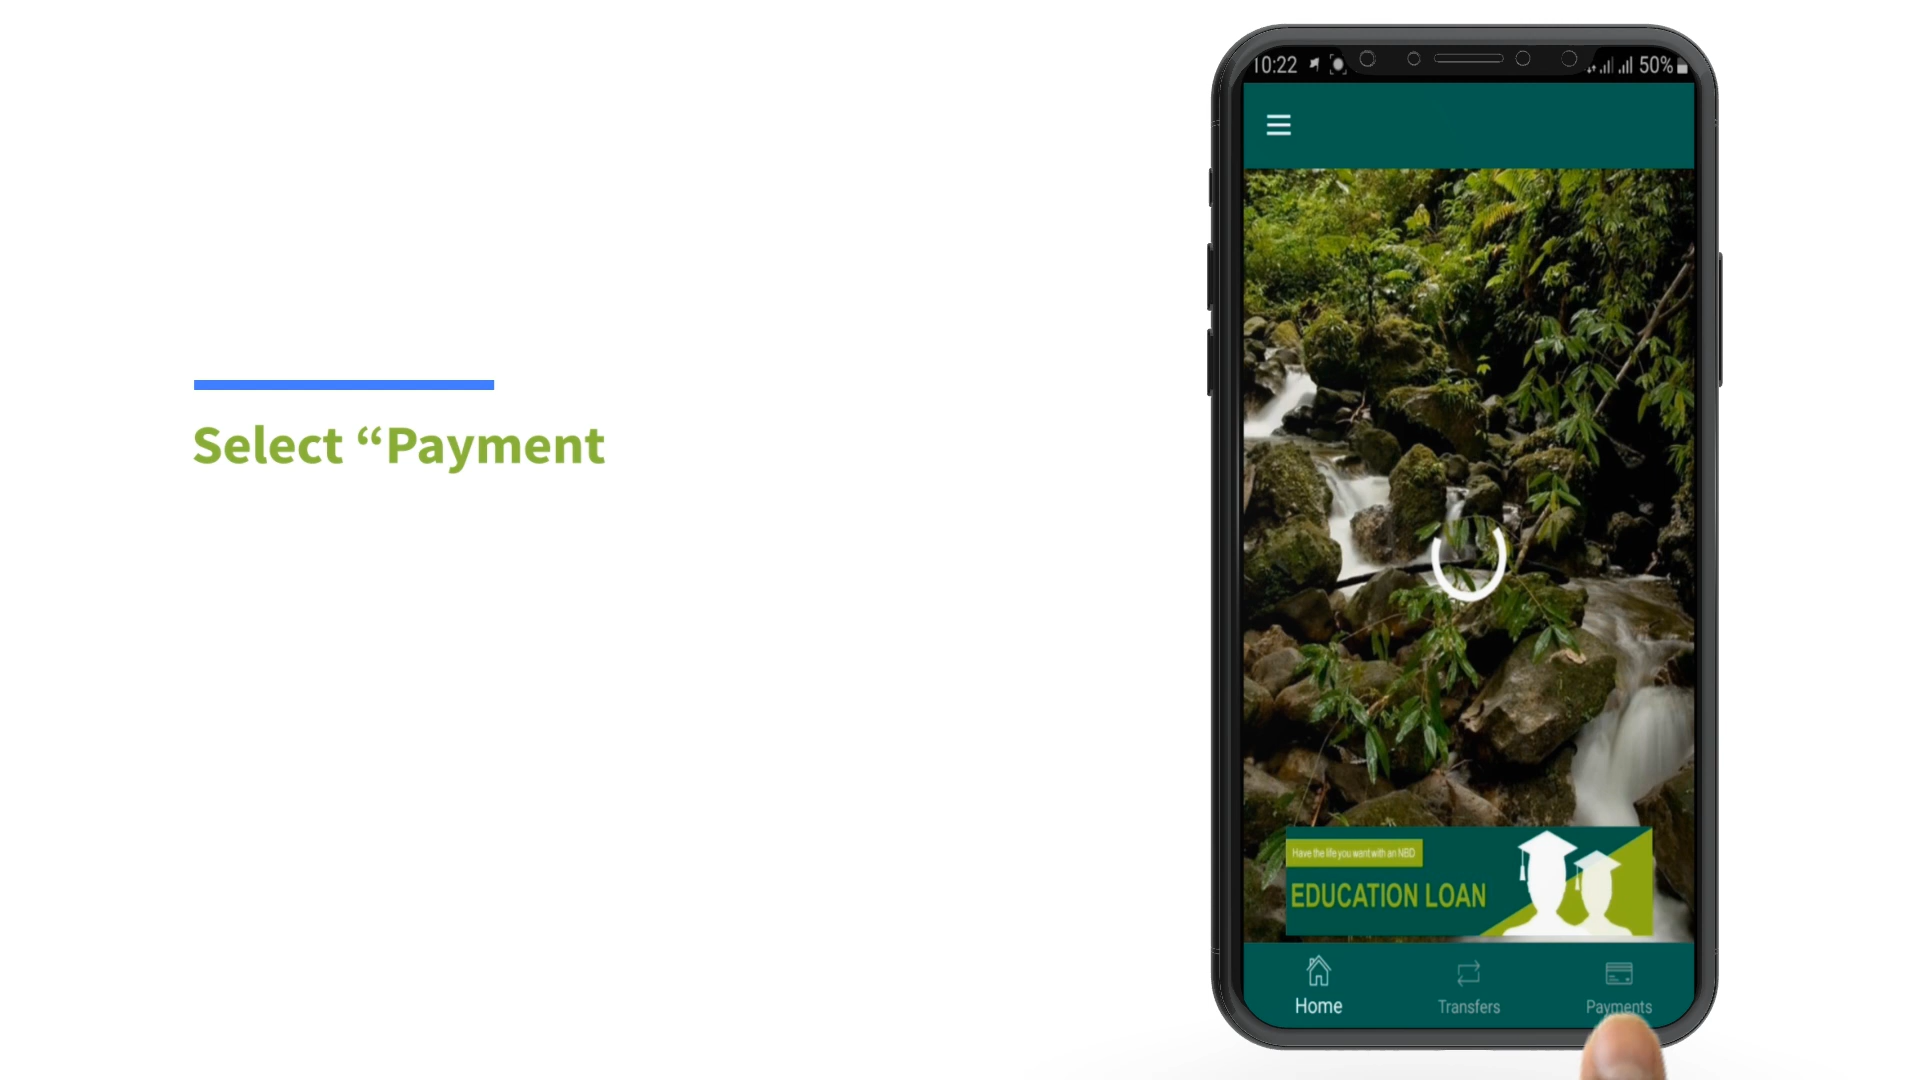 Select “Payment
10:22
50%
Have the life you want with an NBD
EDUCATION LOAN
Home
Transfers
Payments